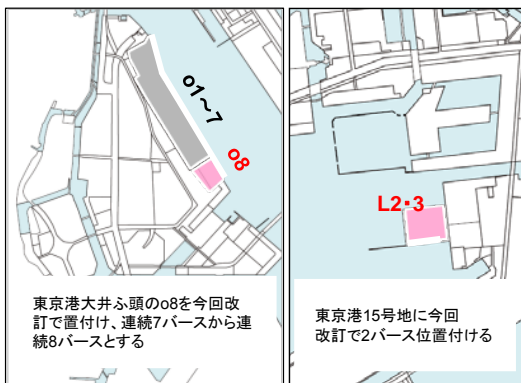 o1～7
o8
東京港大井ふ頭のo8を今回改
訂で置付け、連続7バースから連
続8バースとする
L2・3
東京港15号地に今回
改訂で2バース位置付ける